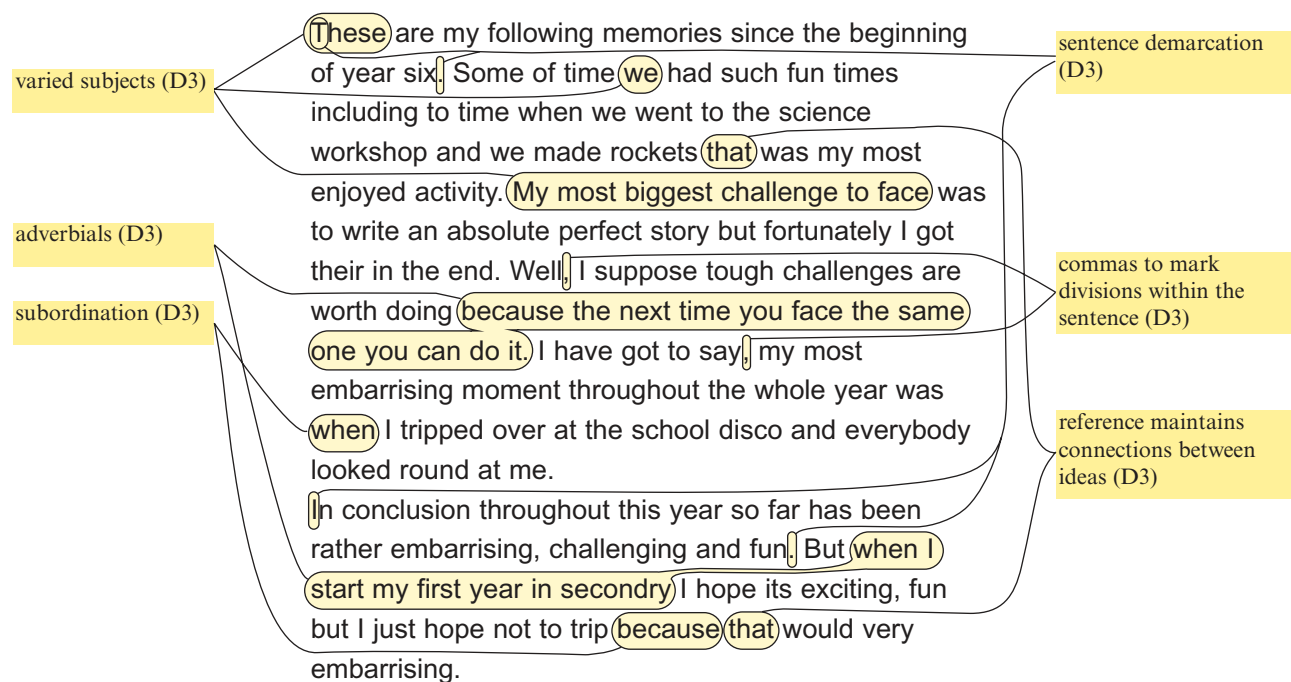 varied subjects (D3)
adverbials (D3)
subordination (D3)
These are my following memories since the beginning
of year six. Some of time we had such fun times
including to time when we went to the science
workshop and we made rockets that was my most
enjoyed activity. My most biggest challenge to face was
to write an absolute perfect story but fortunately I got
their in the end. Well, I suppose tough challenges are
worth doing because the next time you face the same
one you can do it. I have got to say, my most
embarrising moment throughout the whole year was
when I tripped over at the school disco and everybody
looked round at me.
In conclusion throughout this year so far has been
rather embarrising, challenging and fun. But when I
start my first year in secondry I hope its exciting, fun
but I just hope not to trip because that would very
embarrising.
sentence demarcation
(D3)
commas to mark
divisions within the
sentence (D3)
reference maintains
connections between
ideas (D3)